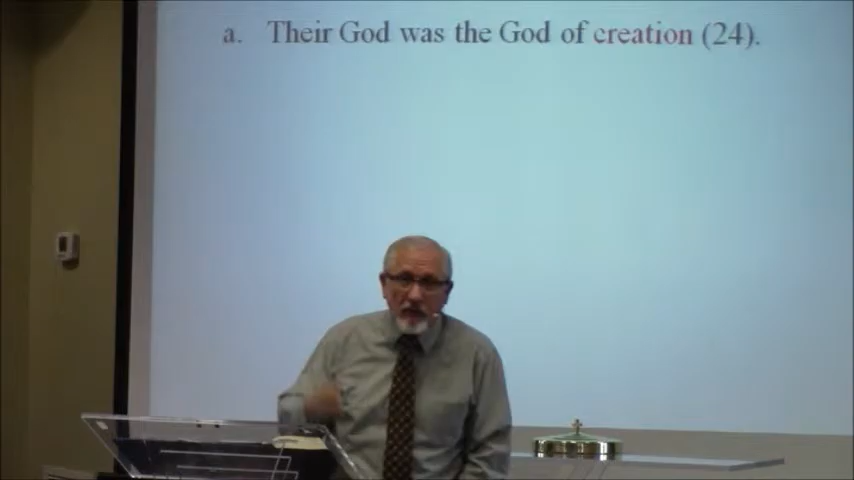 a. Their God was the God of creation (24).